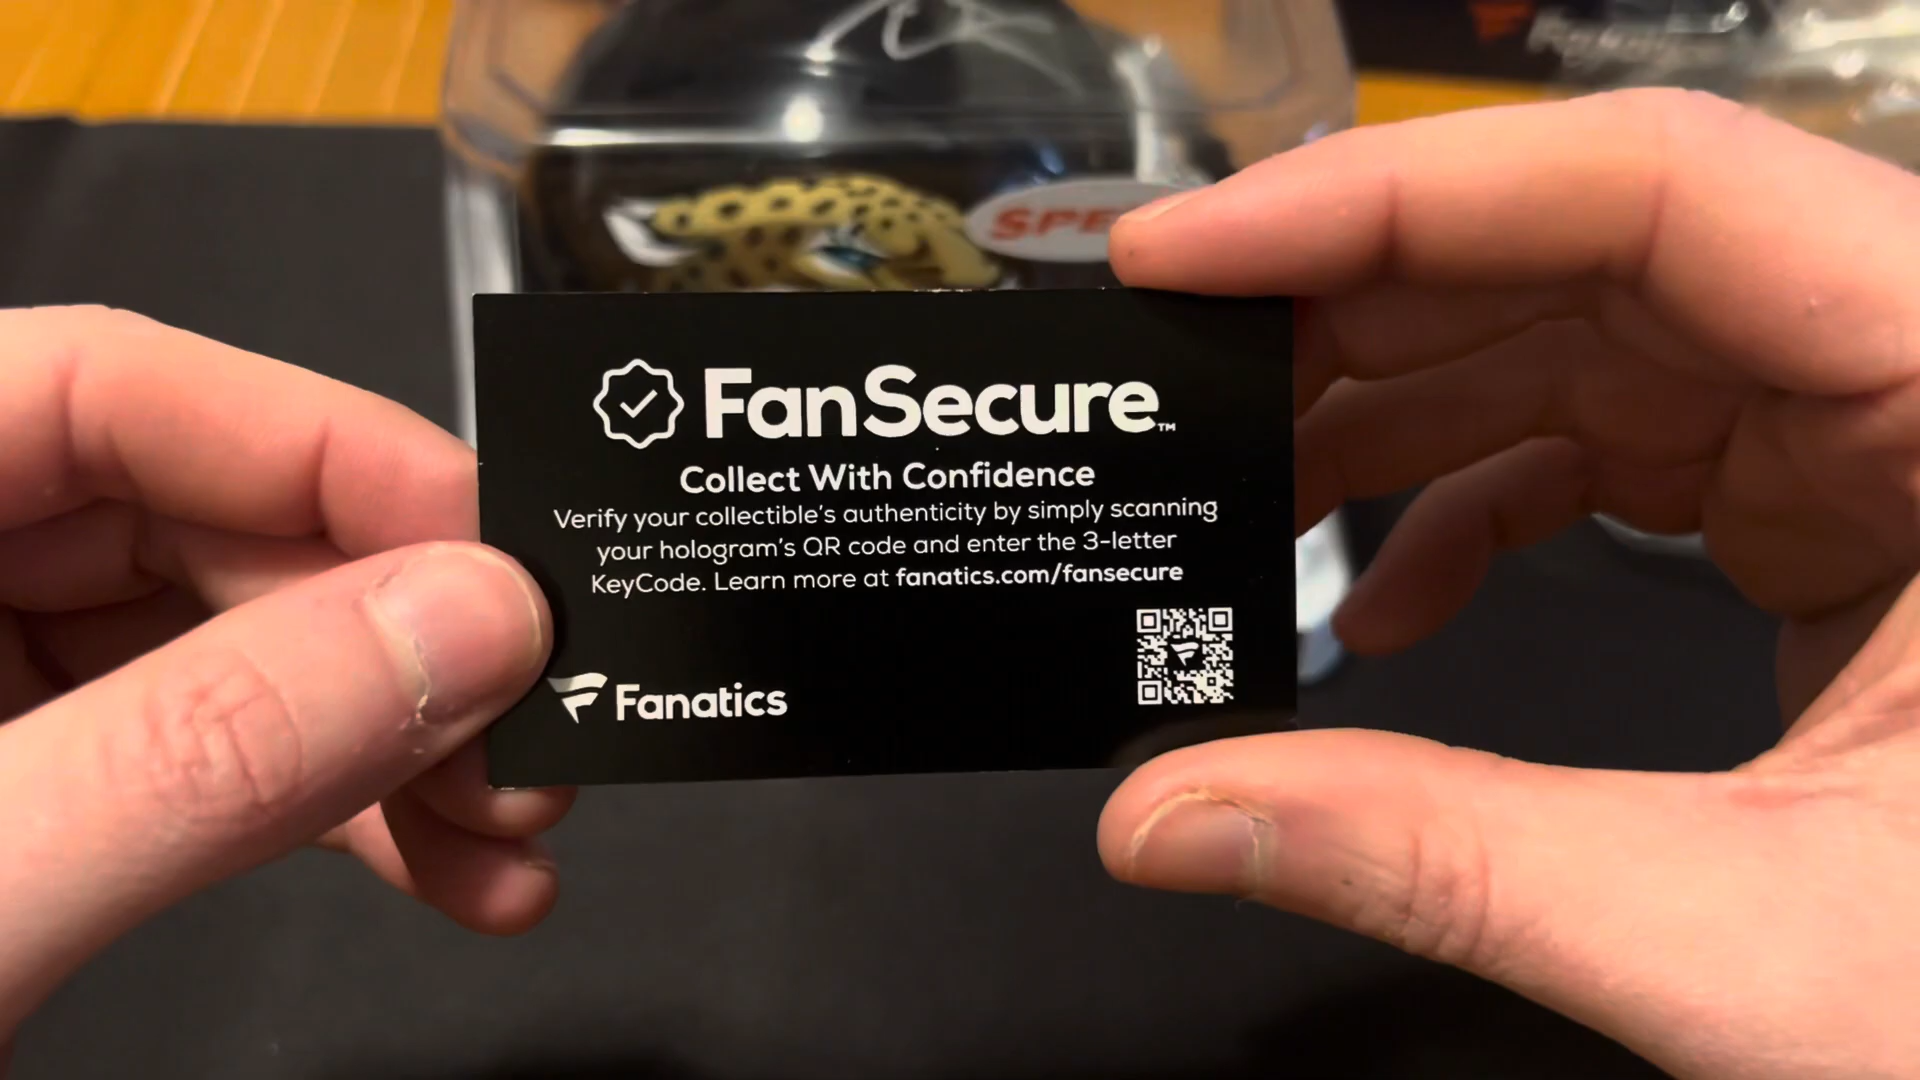 SPE
FanSecure™
Collect With Confidence
Verify your collectible's authenticity by simply scanning
your hologram's QR code and enter the 3-letter
KeyCode. Learn more at fanatics.com/fansecure
Fanatics